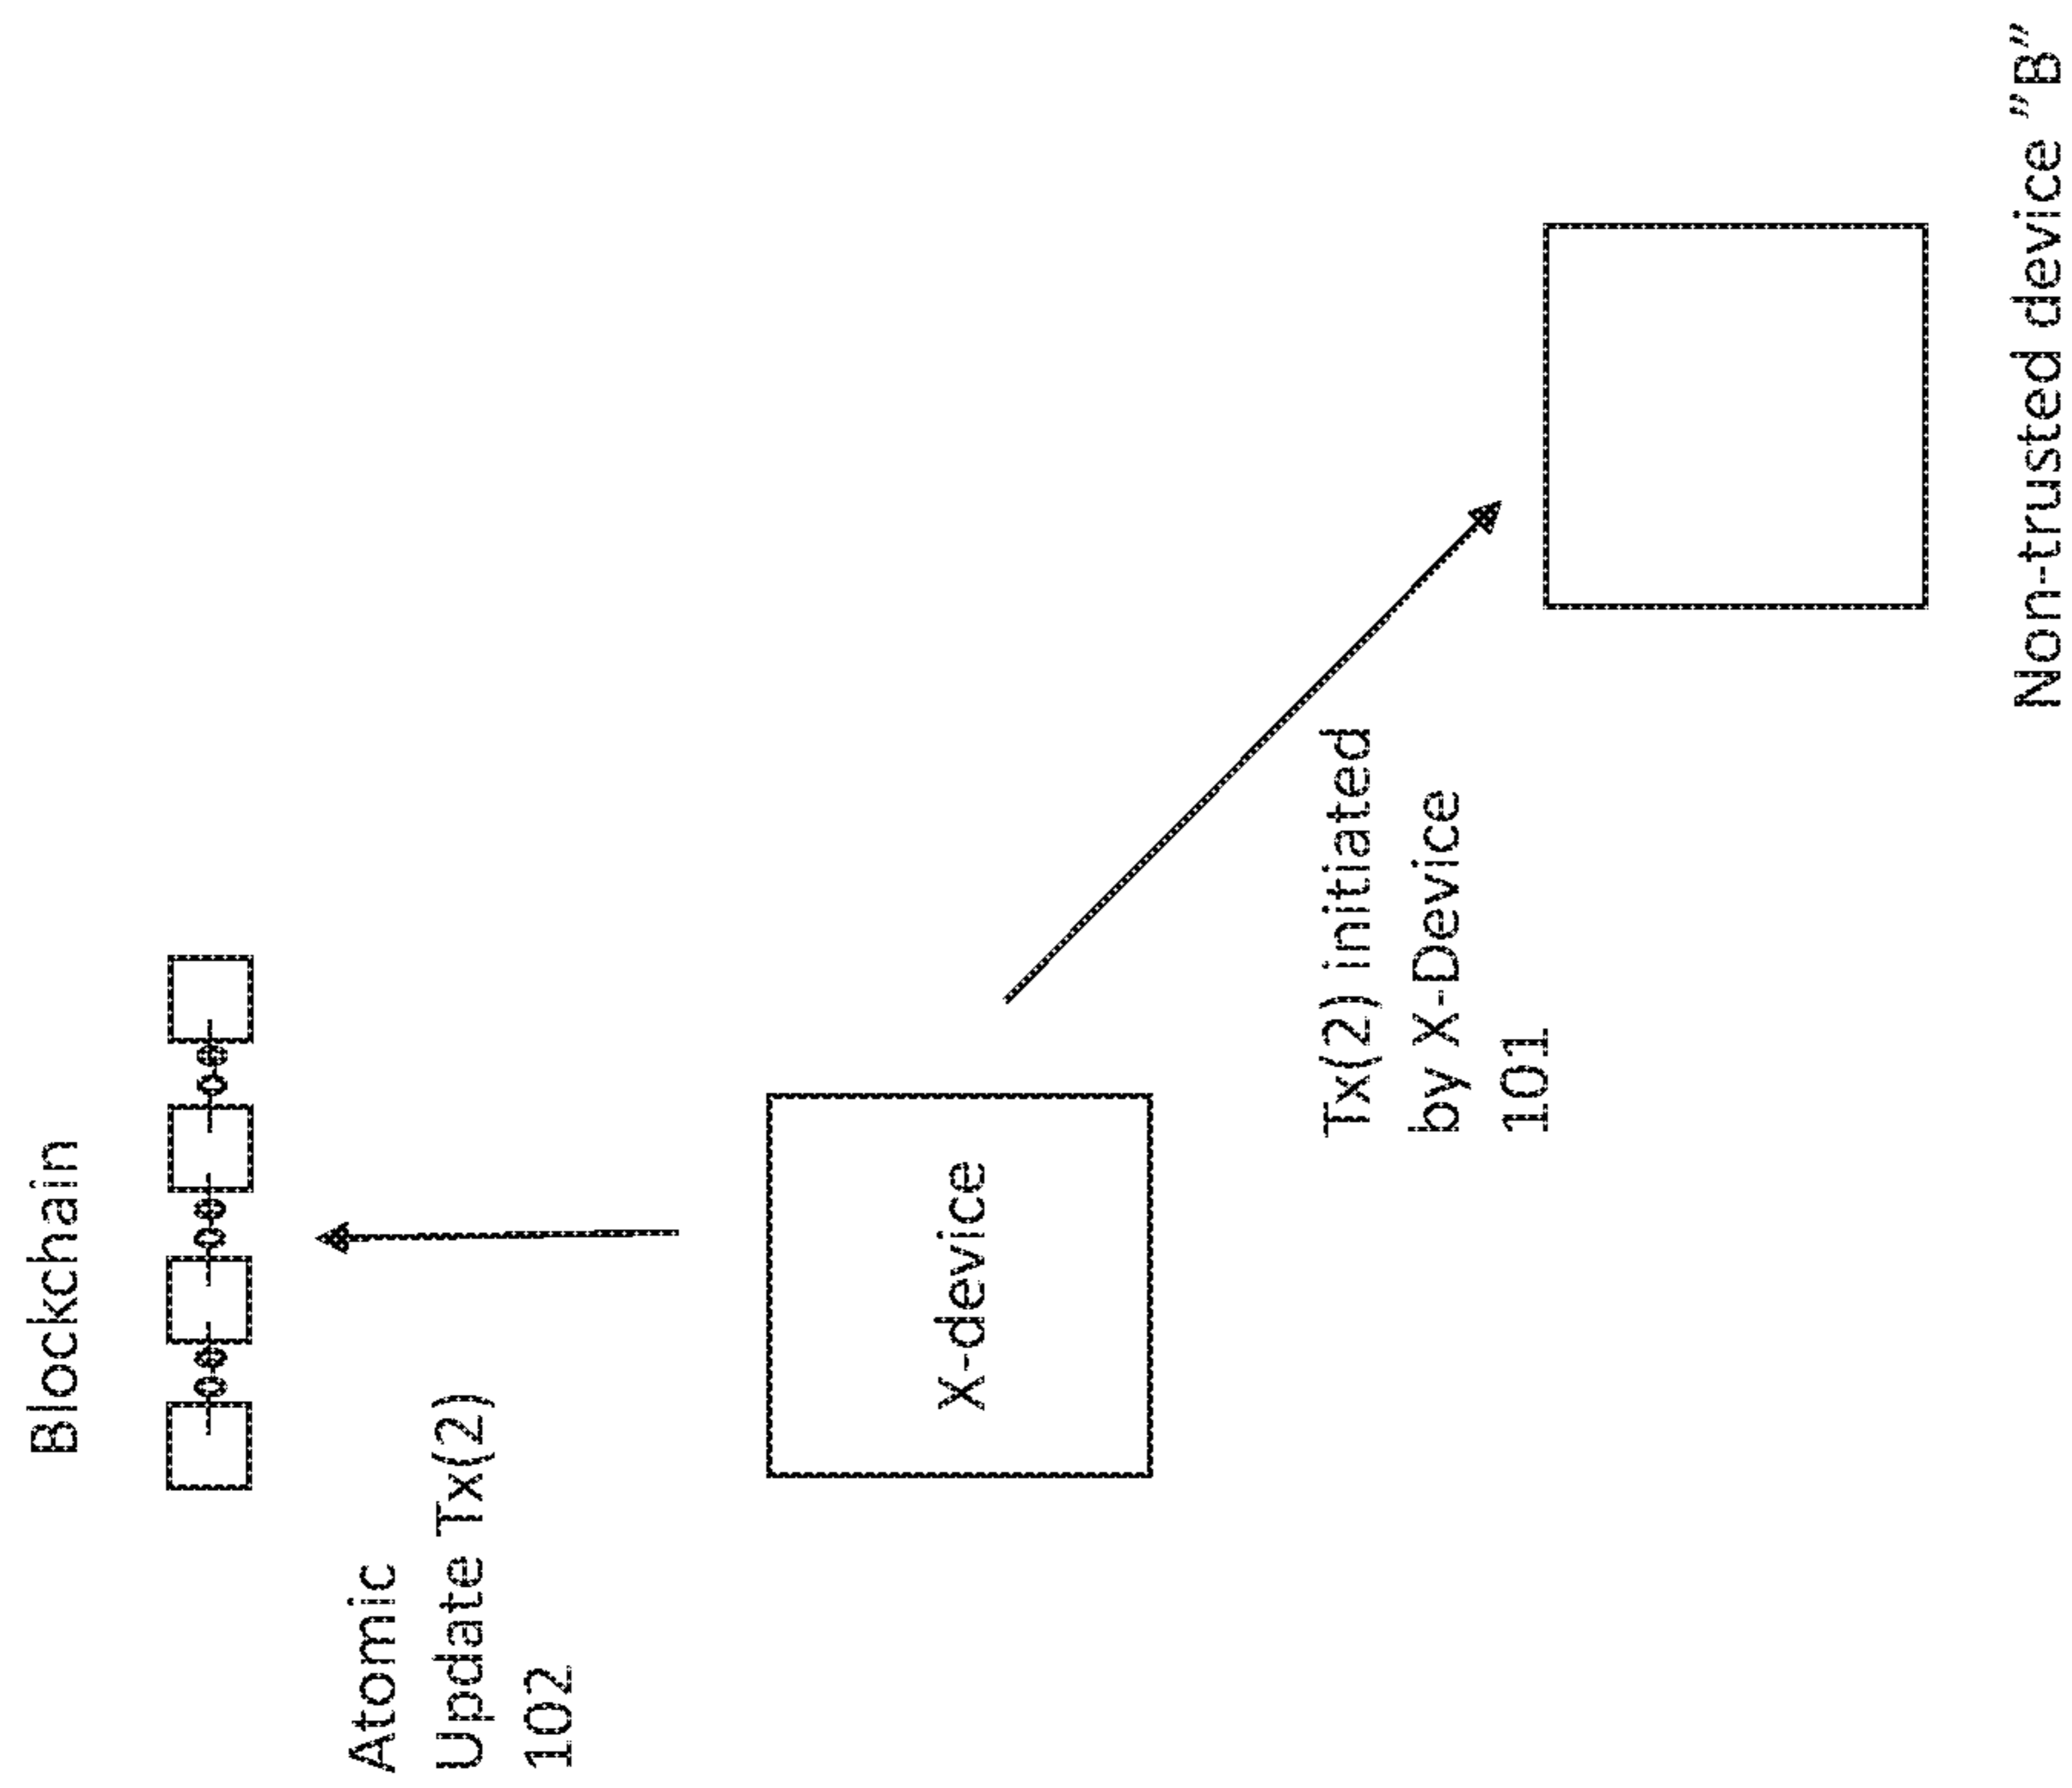 Blockchain
Atomic
Update Tx(2)
102
X-device
Tx(2) initiated
by X-Device
101
Non-trusted device ”B”